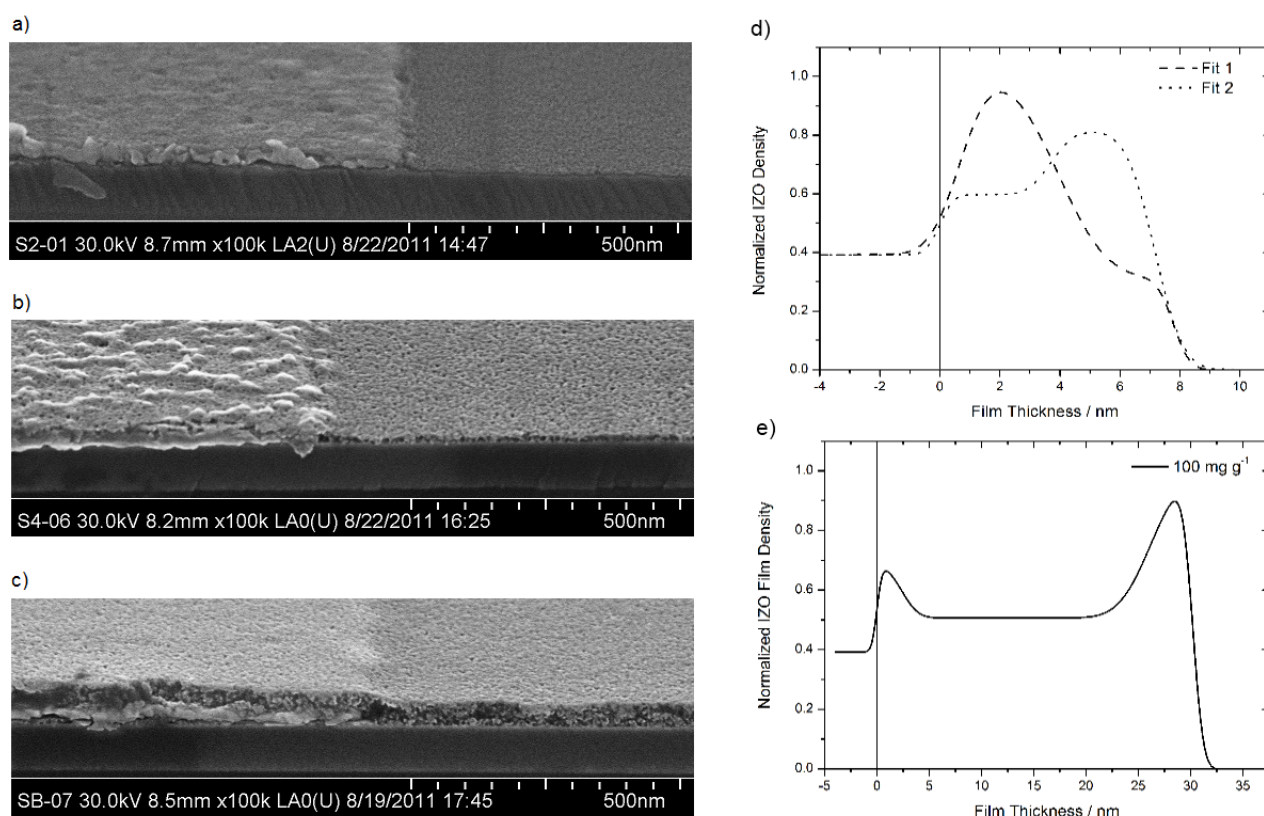 a)
S2-01 30.0kV 8.7mm x100k LA2(U) 8/22/2011 14:47 500nm
b)
S4-06 30.0kV 8.2mm x100k LA0(U) 8/22/2011 16:25 500nm
c)
SB-07 30.0kV 8.5mm x100k LA0(U) 8/19/2011 17:45 500nm
d)
Fit 1
Fit 2
Normalized IZO Density
1.0
0.8
0.6
0.4
0.2
0.0
-4 -2 0 2 4 6 8 10
Film Thickness / nm
e)
100 mg g⁻¹
Normalized IZO Film Density
1.0
0.8
0.6
0.4
0.2
0.0
-5 0 5 10 15 20 25 30 35
Film Thickness / nm